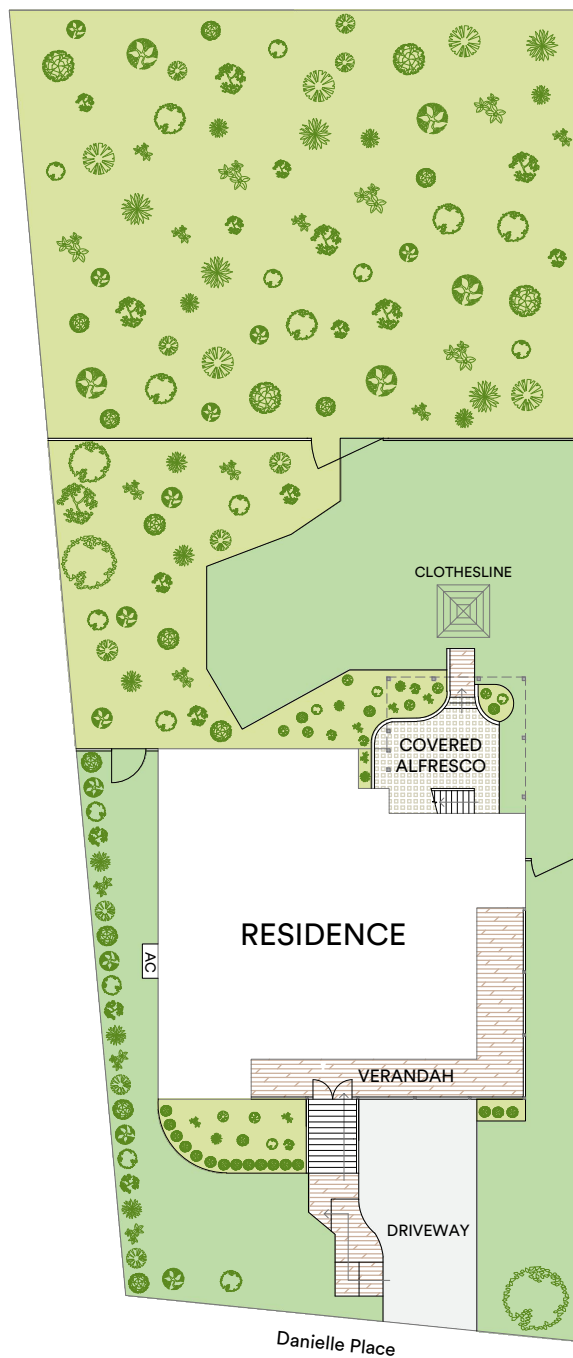 CLOTHESLINE
COVERED
ALFRESCO
RESIDENCE
AC
VERANDAH
DRIVEWAY
Danielle Place